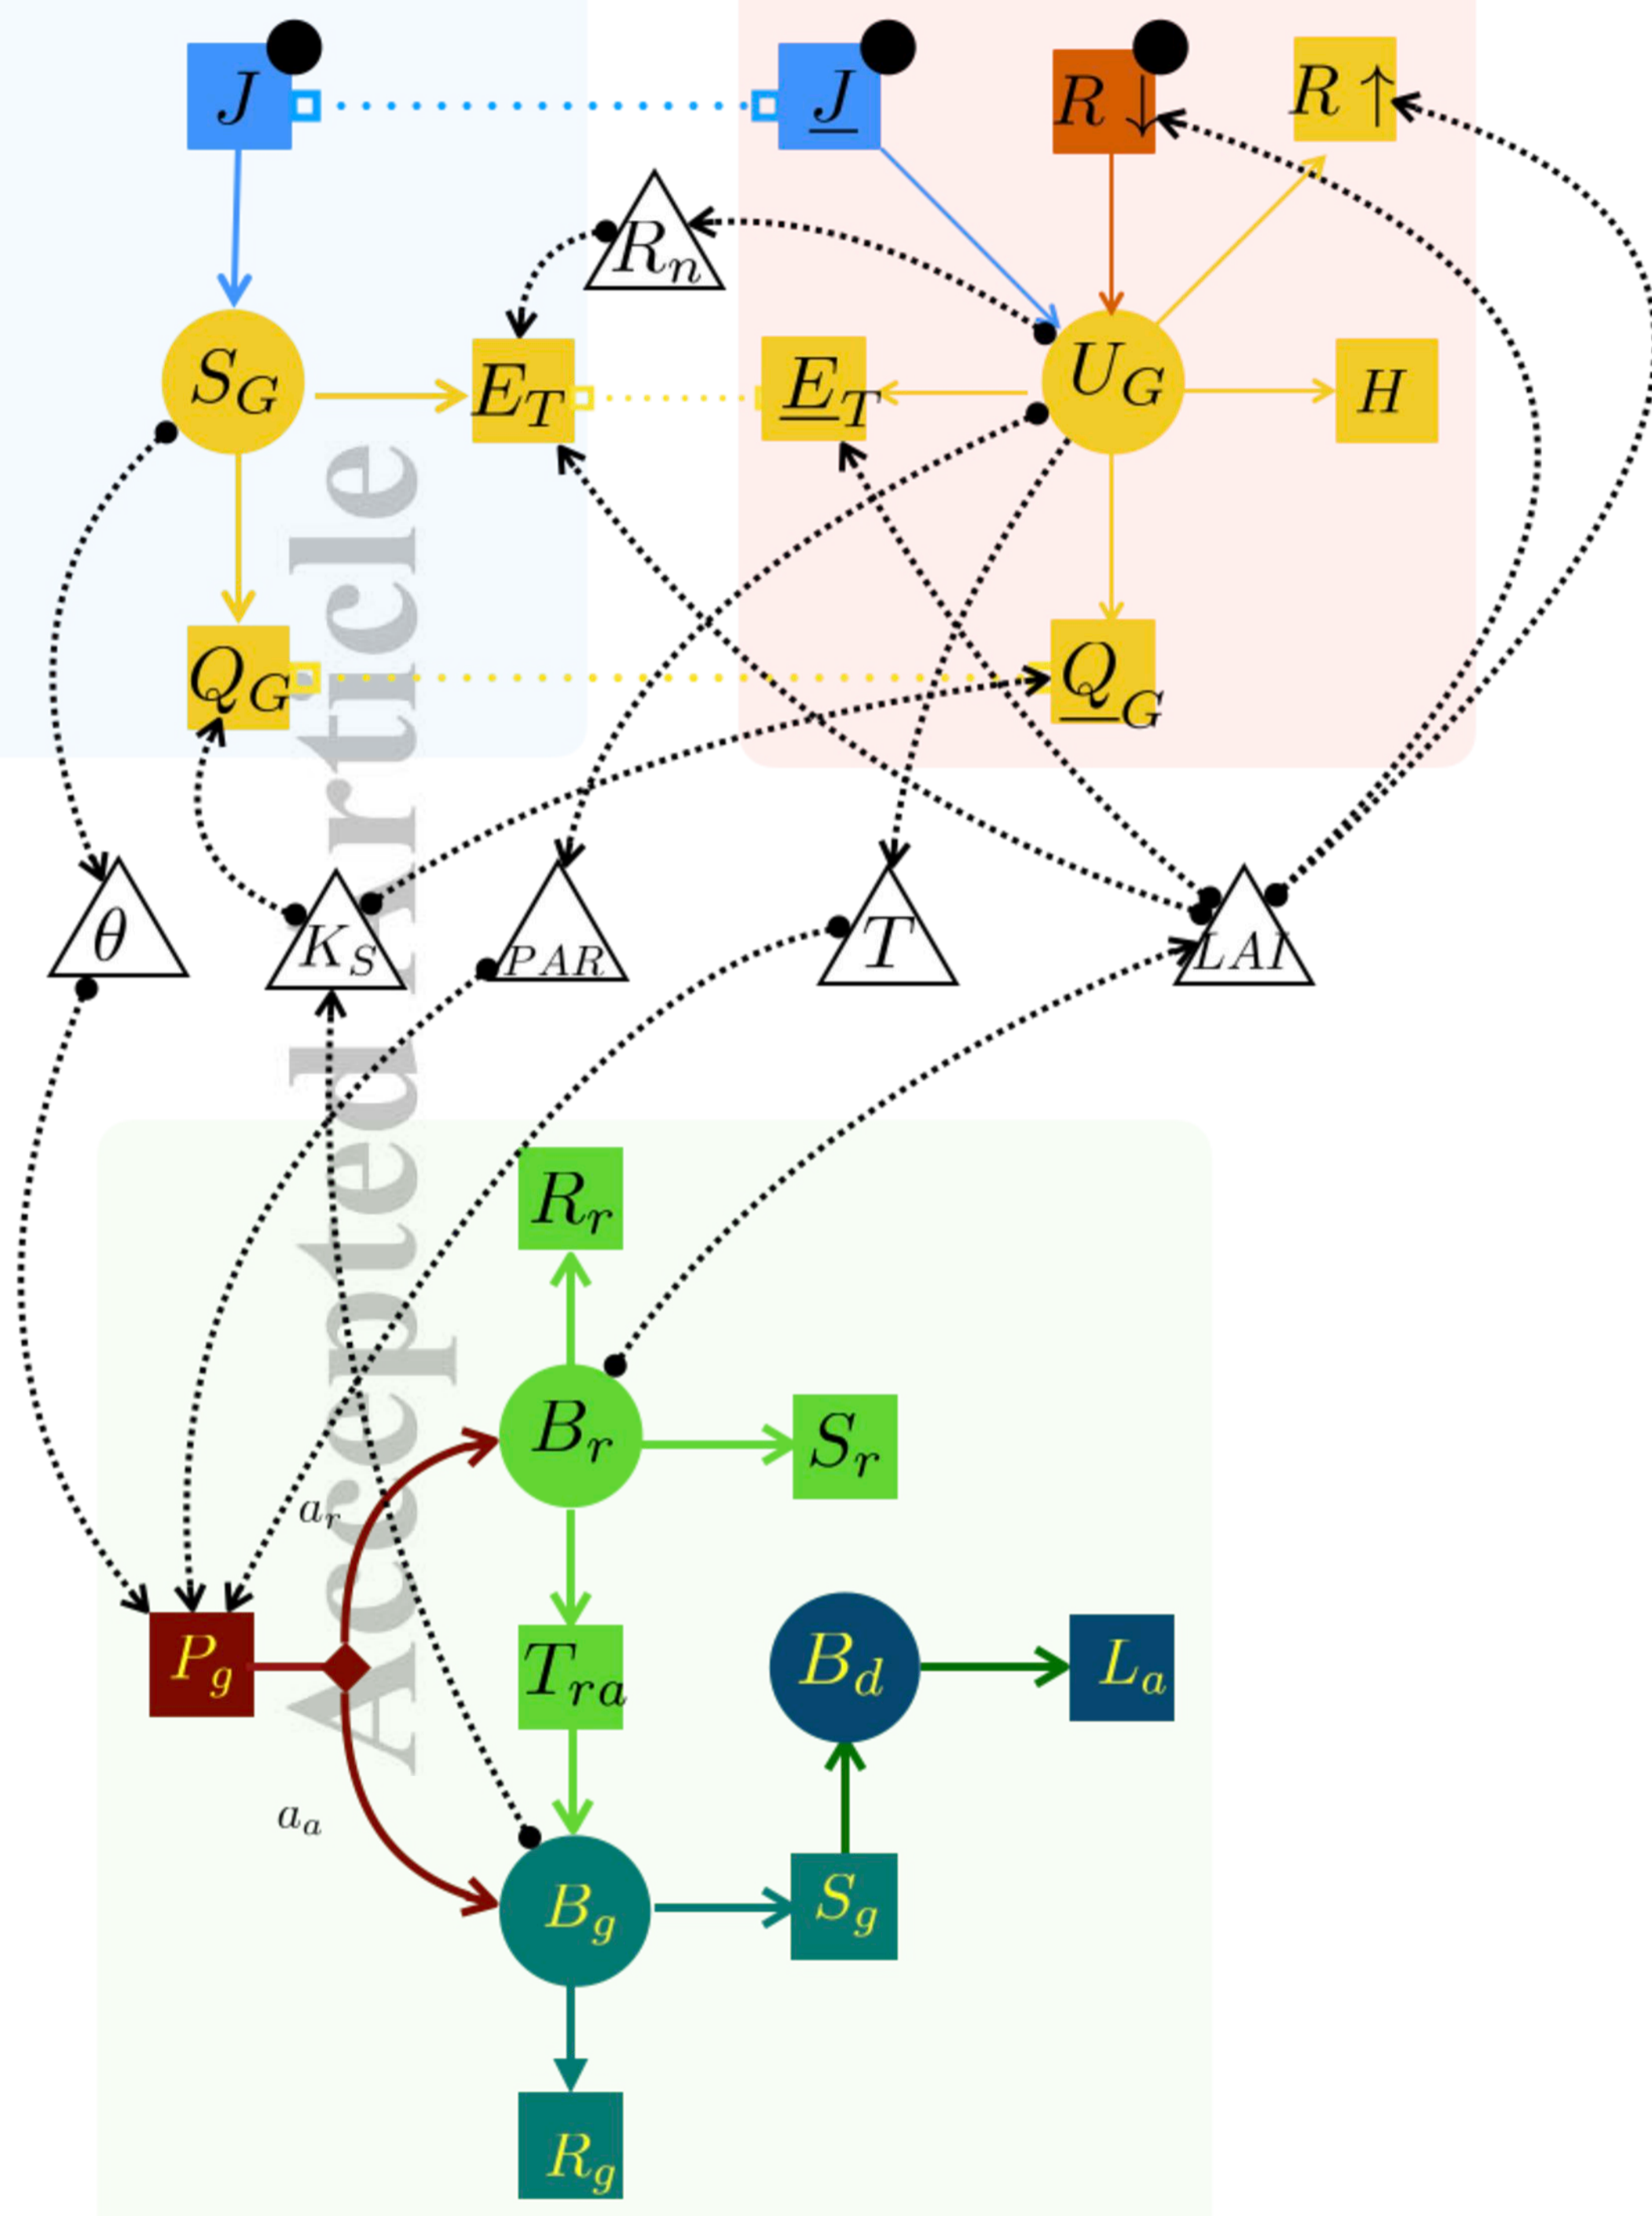 J J R ↓ R ↑
R_n
S_G E_T E_T U_G H
Q_G Q_G
θ K_S PAR T LAI
R_r
B_r S_r
a_r
P_g T_ra B_d L_a
a_a
B_g S_g
R_g
Accepted Article